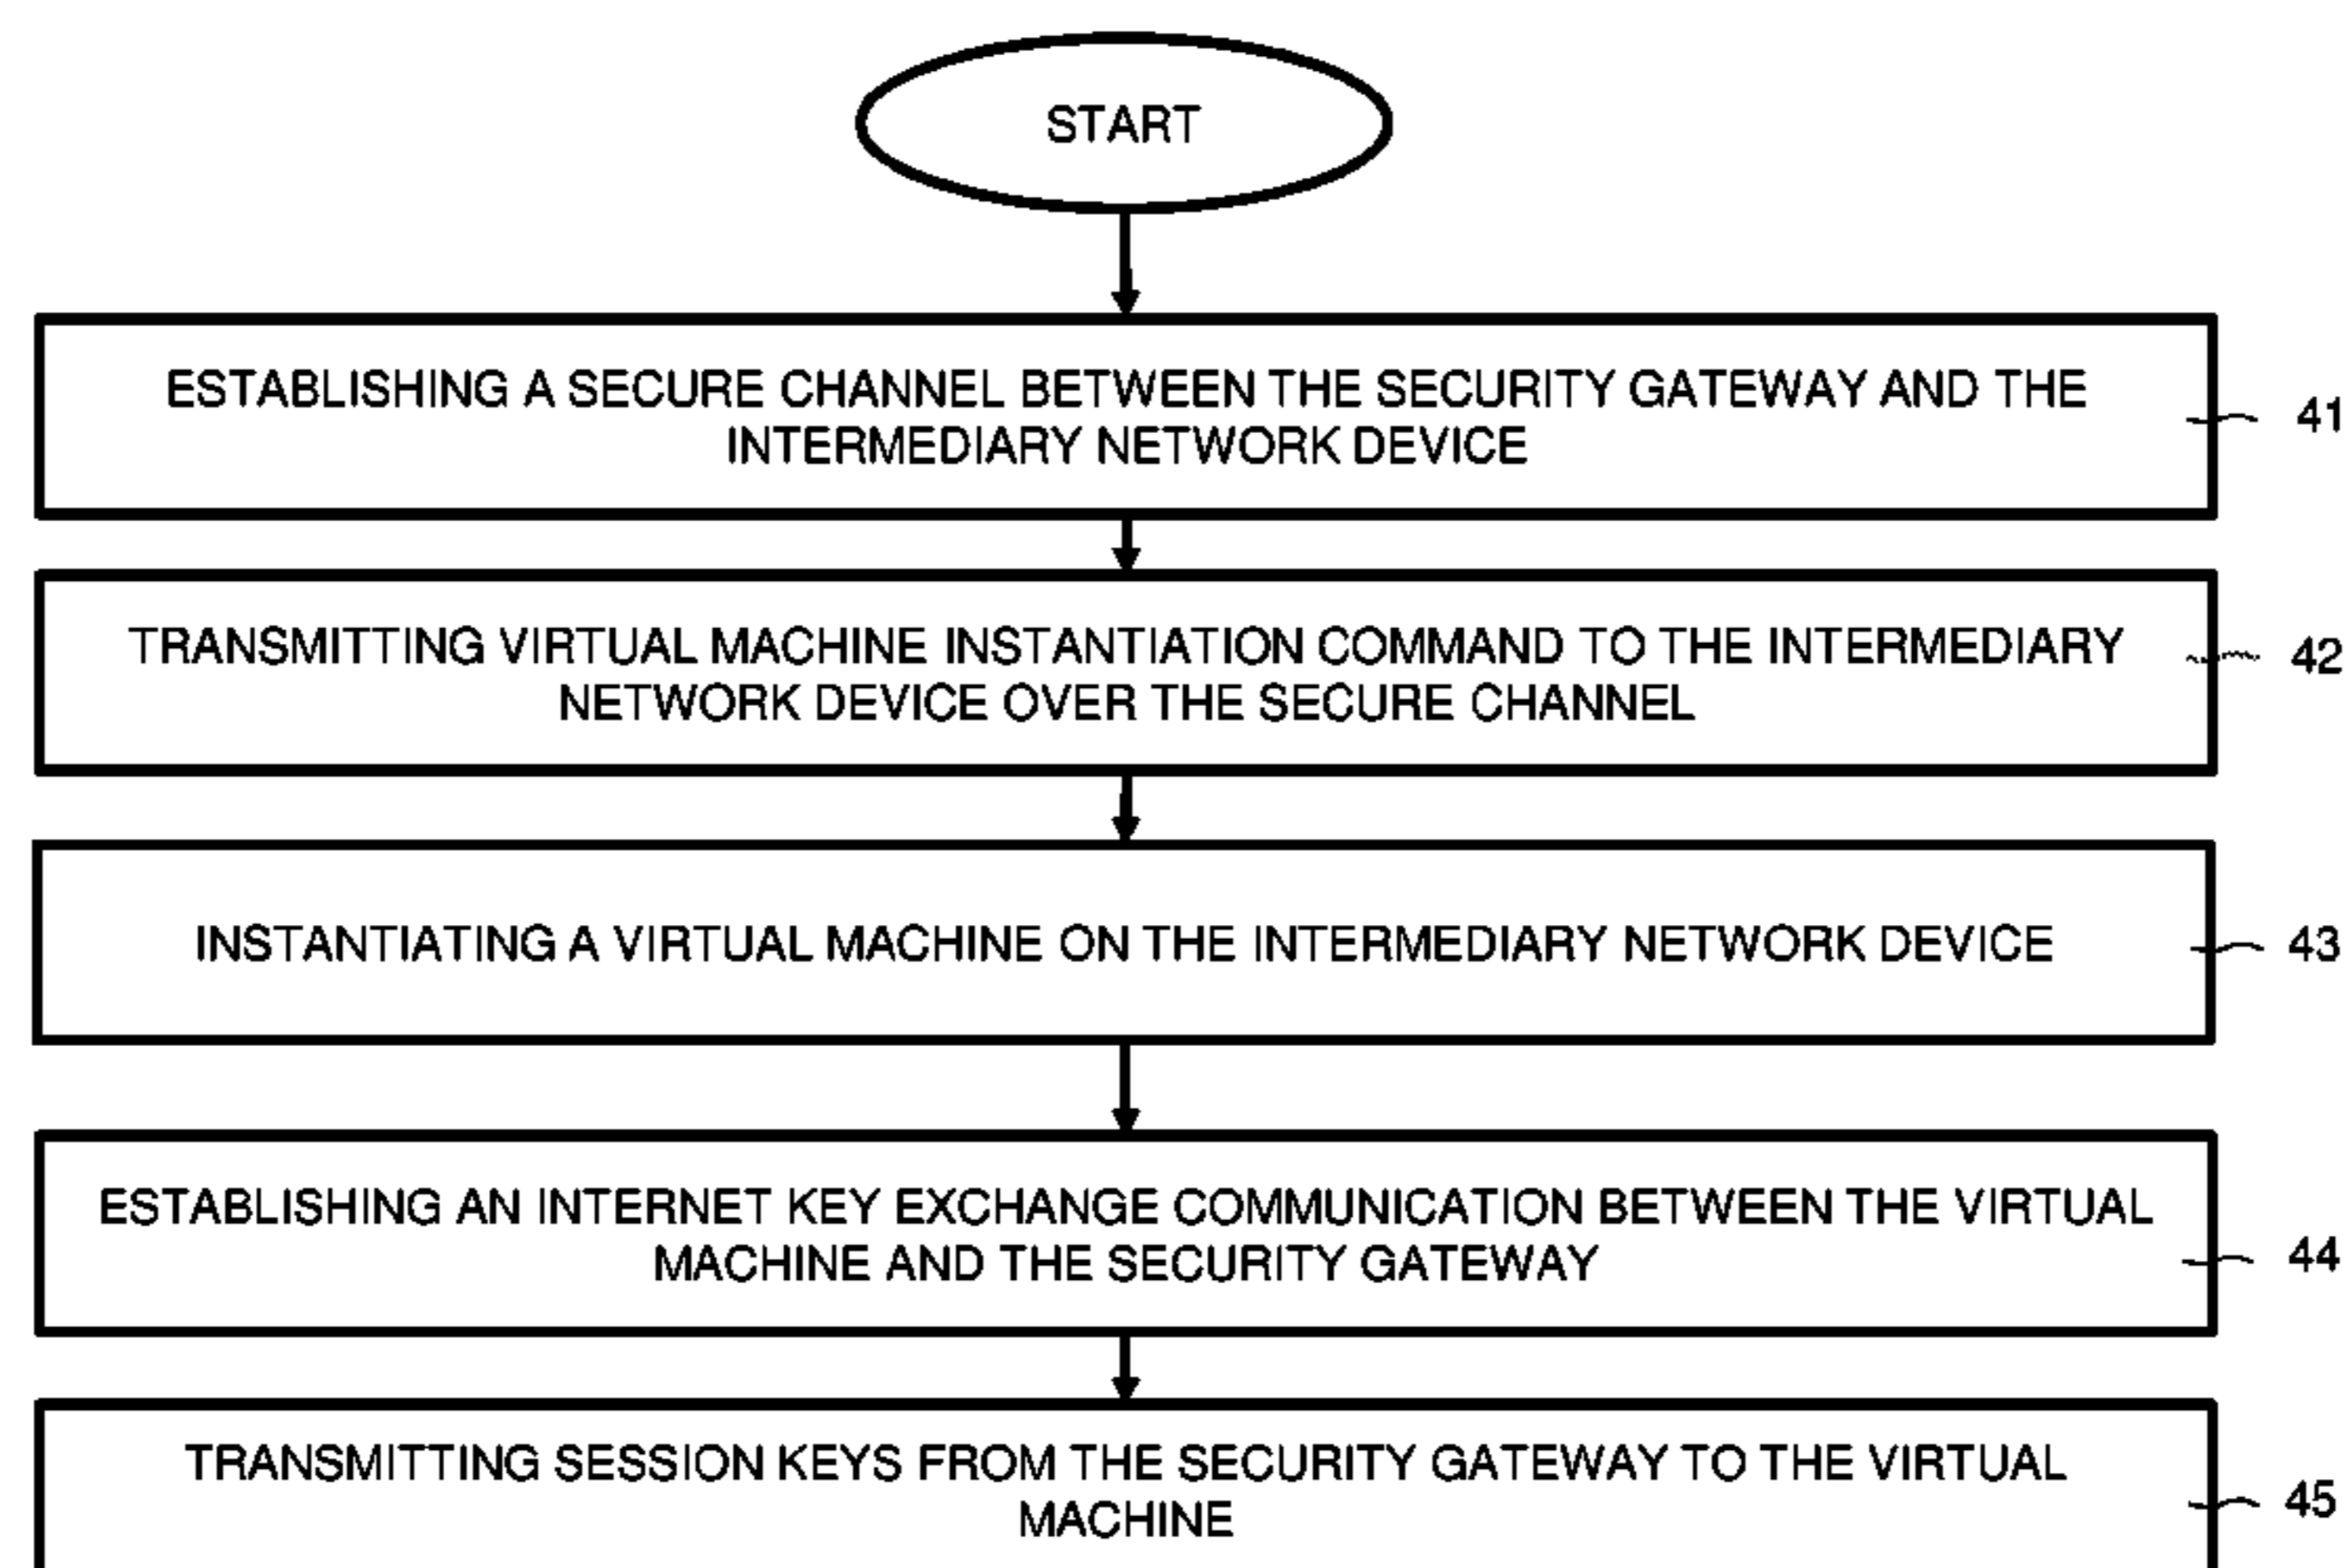 START
ESTABLISHING A SECURE CHANNEL BETWEEN THE SECURITY GATEWAY AND THE
INTERMEDIARY NETWORK DEVICE
41
TRANSMITTING VIRTUAL MACHINE INSTANTIATION COMMAND TO THE INTERMEDIARY
NETWORK DEVICE OVER THE SECURE CHANNEL
42
INSTANTIATING A VIRTUAL MACHINE ON THE INTERMEDIARY NETWORK DEVICE
43
ESTABLISHING AN INTERNET KEY EXCHANGE COMMUNICATION BETWEEN THE VIRTUAL
MACHINE AND THE SECURITY GATEWAY
44
TRANSMITTING SESSION KEYS FROM THE SECURITY GATEWAY TO THE VIRTUAL
MACHINE
45